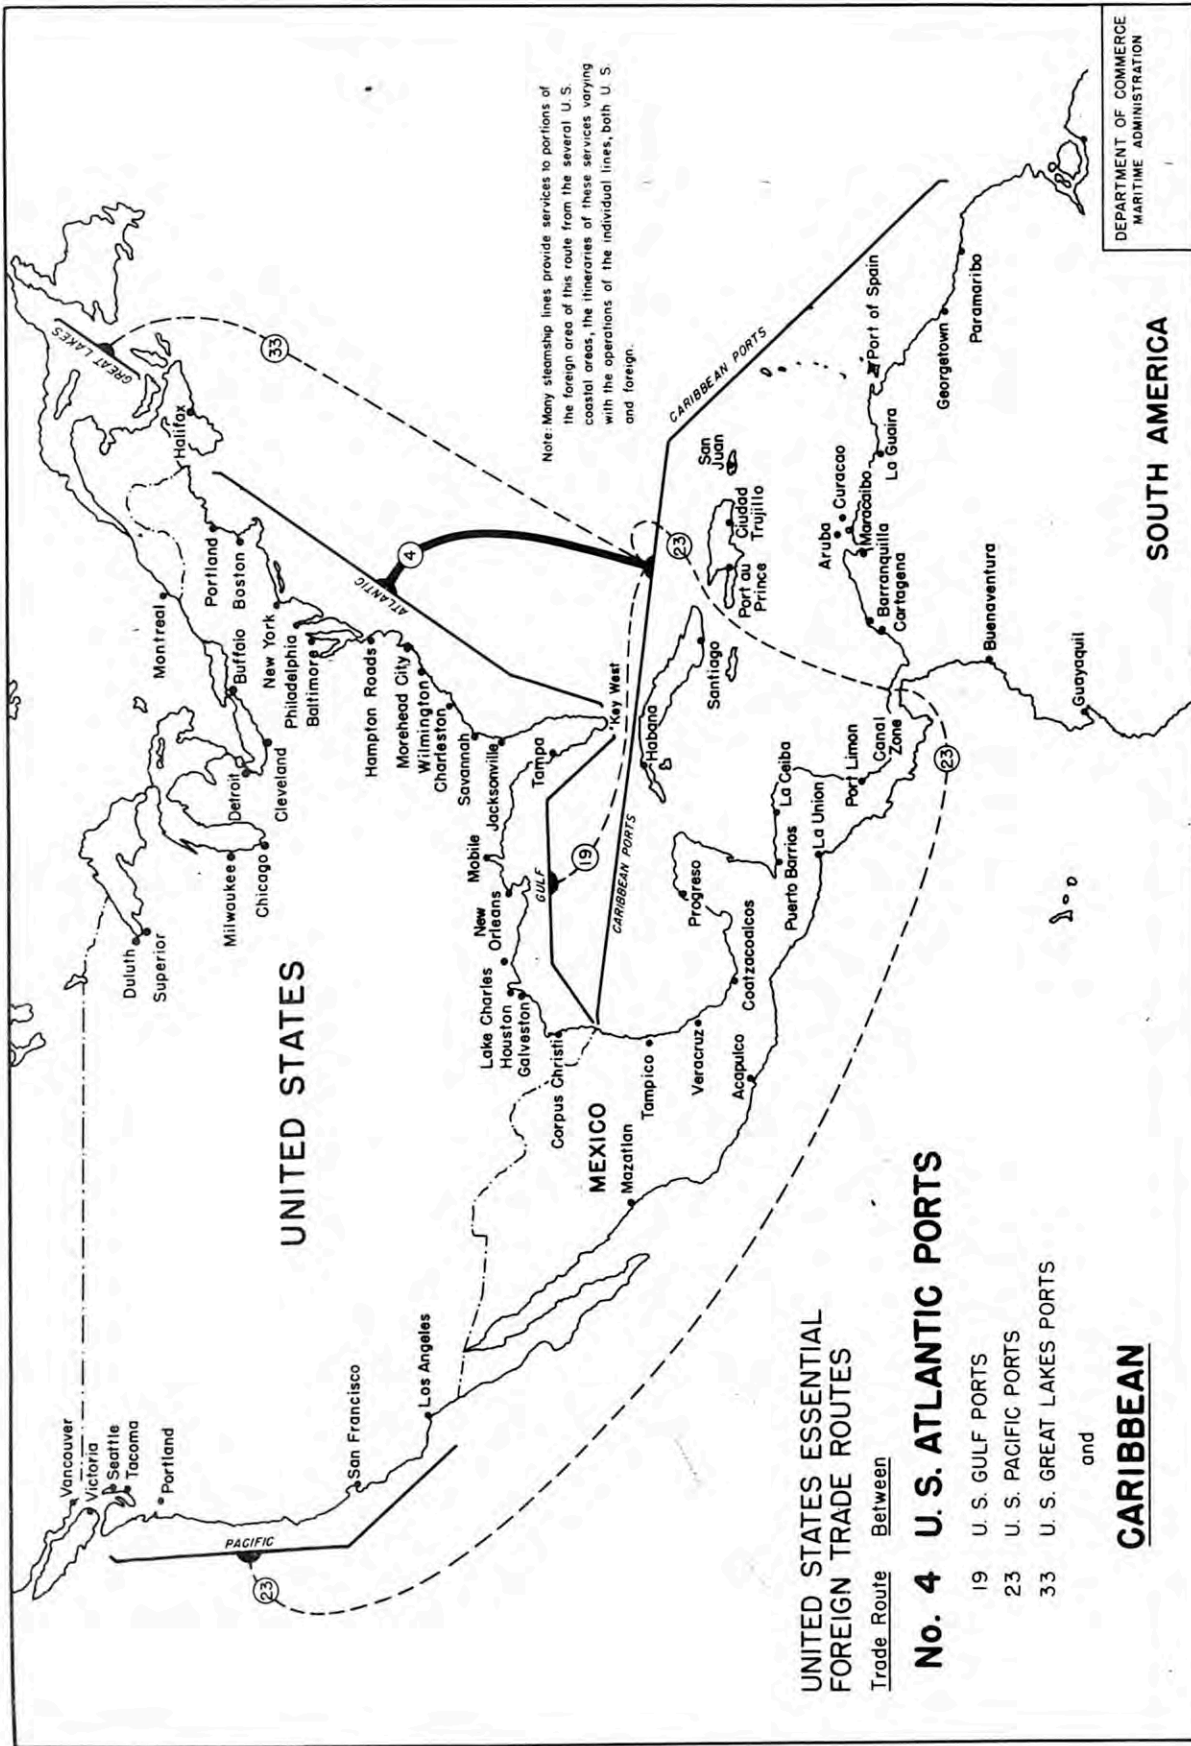 Vancouver
Victoria
Seattle
Tacoma
Portland
San Francisco
Los Angeles
PACIFIC
23
UNITED STATES
Duluth
Superior
Milwaukee
Chicago
Detroit
Cleveland
Buffalo
Montreal
Portland
Boston
New York
Philadelphia
Baltimore
Halifax
GREAT LAKES
33
Hampton Roads
Morehead City
Wilmington
Charleston
Savannah
Jacksonville
Tampa
Key West
ATLANTIC
4
Mobile
New
Orleans
Lake Charles
Houston
Galveston
Corpus Christi
GULF
19
CARIBBEAN PORTS
CARIBBEAN PORTS
Note: Many steamship lines provide services to portions of
the foreign area of this route from the several U.S.
coastal areas, the itineraries of these services varying
with the operations of the individual lines, both U. S.
and foreign.
MEXICO
Mazatlan
Tampico
Veracruz
Acapulco
Coatzacoalcos
Progreso
Puerto Barrios
La Ceiba
La Union
Port Limon
Canal
Zone
23
Habana
Santiago
Port au
Prince
Ciudad
Trujillo
San
Juan
23
Aruba
Curacao
Maracaibo
Barranquilla
Cartagena
La Guaira
Port of Spain
Georgetown
Paramaribo
Buenaventura
Guayaquil
SOUTH AMERICA
UNITED STATES ESSENTIAL
FOREIGN TRADE ROUTES
Trade Route Between
No. 4 U. S. ATLANTIC PORTS
19 U. S. GULF PORTS
23 U. S. PACIFIC PORTS
33 U. S. GREAT LAKES PORTS
and
CARIBBEAN
DEPARTMENT OF COMMERCE
MARITIME ADMINISTRATION